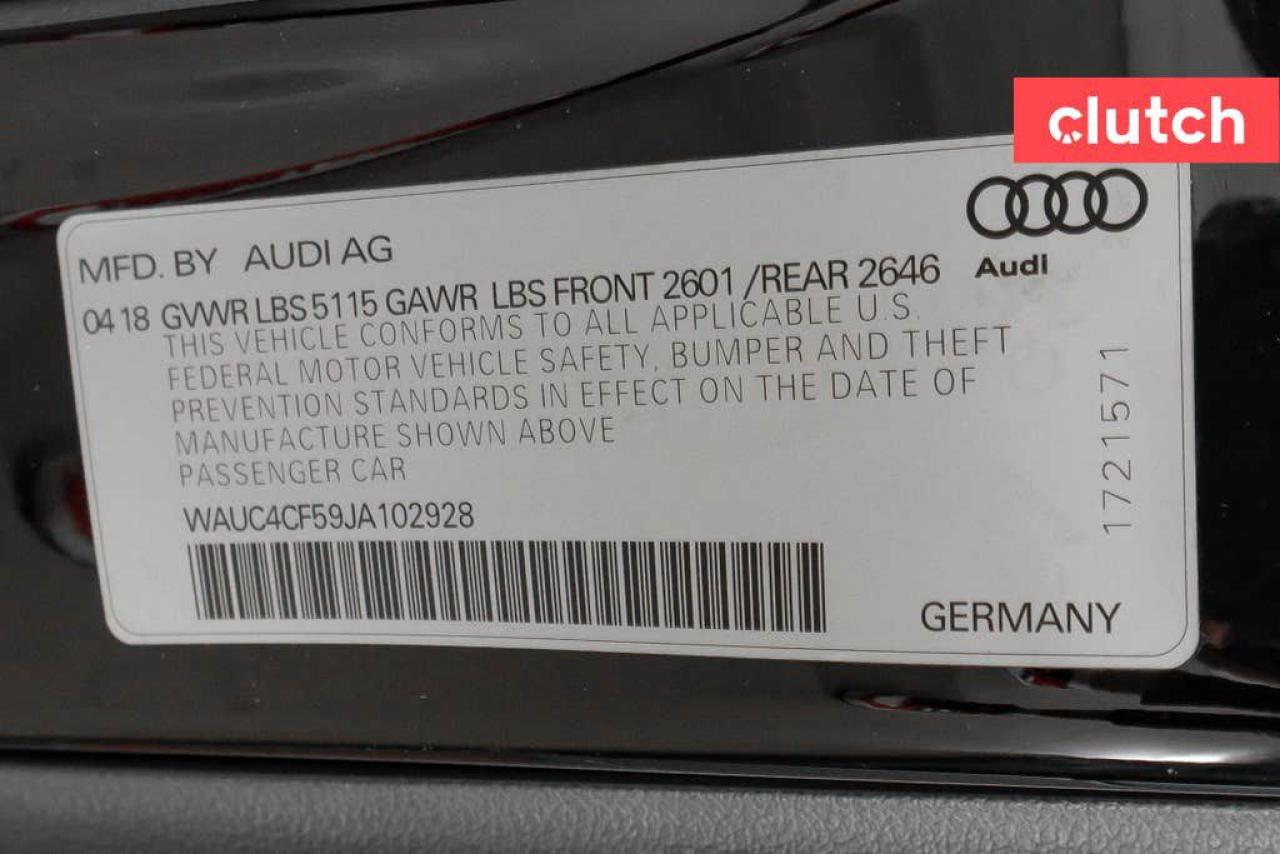 clutch
MFD. BY AUDI AG
Audi
04 18 GVWR LBS 5115 GAWR LBS FRONT 2601 /REAR 2646
THIS VEHICLE CONFORMS TO ALL APPLICABLE U.S.
FEDERAL MOTOR VEHICLE SAFETY, BUMPER AND THEFT
PREVENTION STANDARDS IN EFFECT ON THE DATE OF
MANUFACTURE SHOWN ABOVE
PASSENGER CAR
WAUC4CF59JA102928
1721571
GERMANY